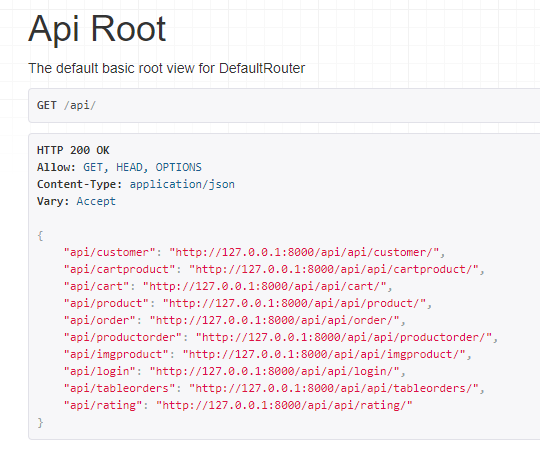 Api Root
The default basic root view for DefaultRouter
GET /api/
HTTP 200 OK
Allow: GET, HEAD, OPTIONS
Content-Type: application/json
Vary: Accept
{
"api/customer": "http://127.0.0.1:8000/api/api/customer/",
"api/cartproduct": "http://127.0.0.1:8000/api/api/cartproduct/",
"api/cart": "http://127.0.0.1:8000/api/api/cart/",
"api/product": "http://127.0.0.1:8000/api/api/product/",
"api/order": "http://127.0.0.1:8000/api/api/order/",
"api/productorder": "http://127.0.0.1:8000/api/api/productorder/",
"api/imgproduct": "http://127.0.0.1:8000/api/api/imgproduct/",
"api/login": "http://127.0.0.1:8000/api/api/login/",
"api/tableorders": "http://127.0.0.1:8000/api/api/tableorders/",
"api/rating": "http://127.0.0.1:8000/api/api/rating/"
}